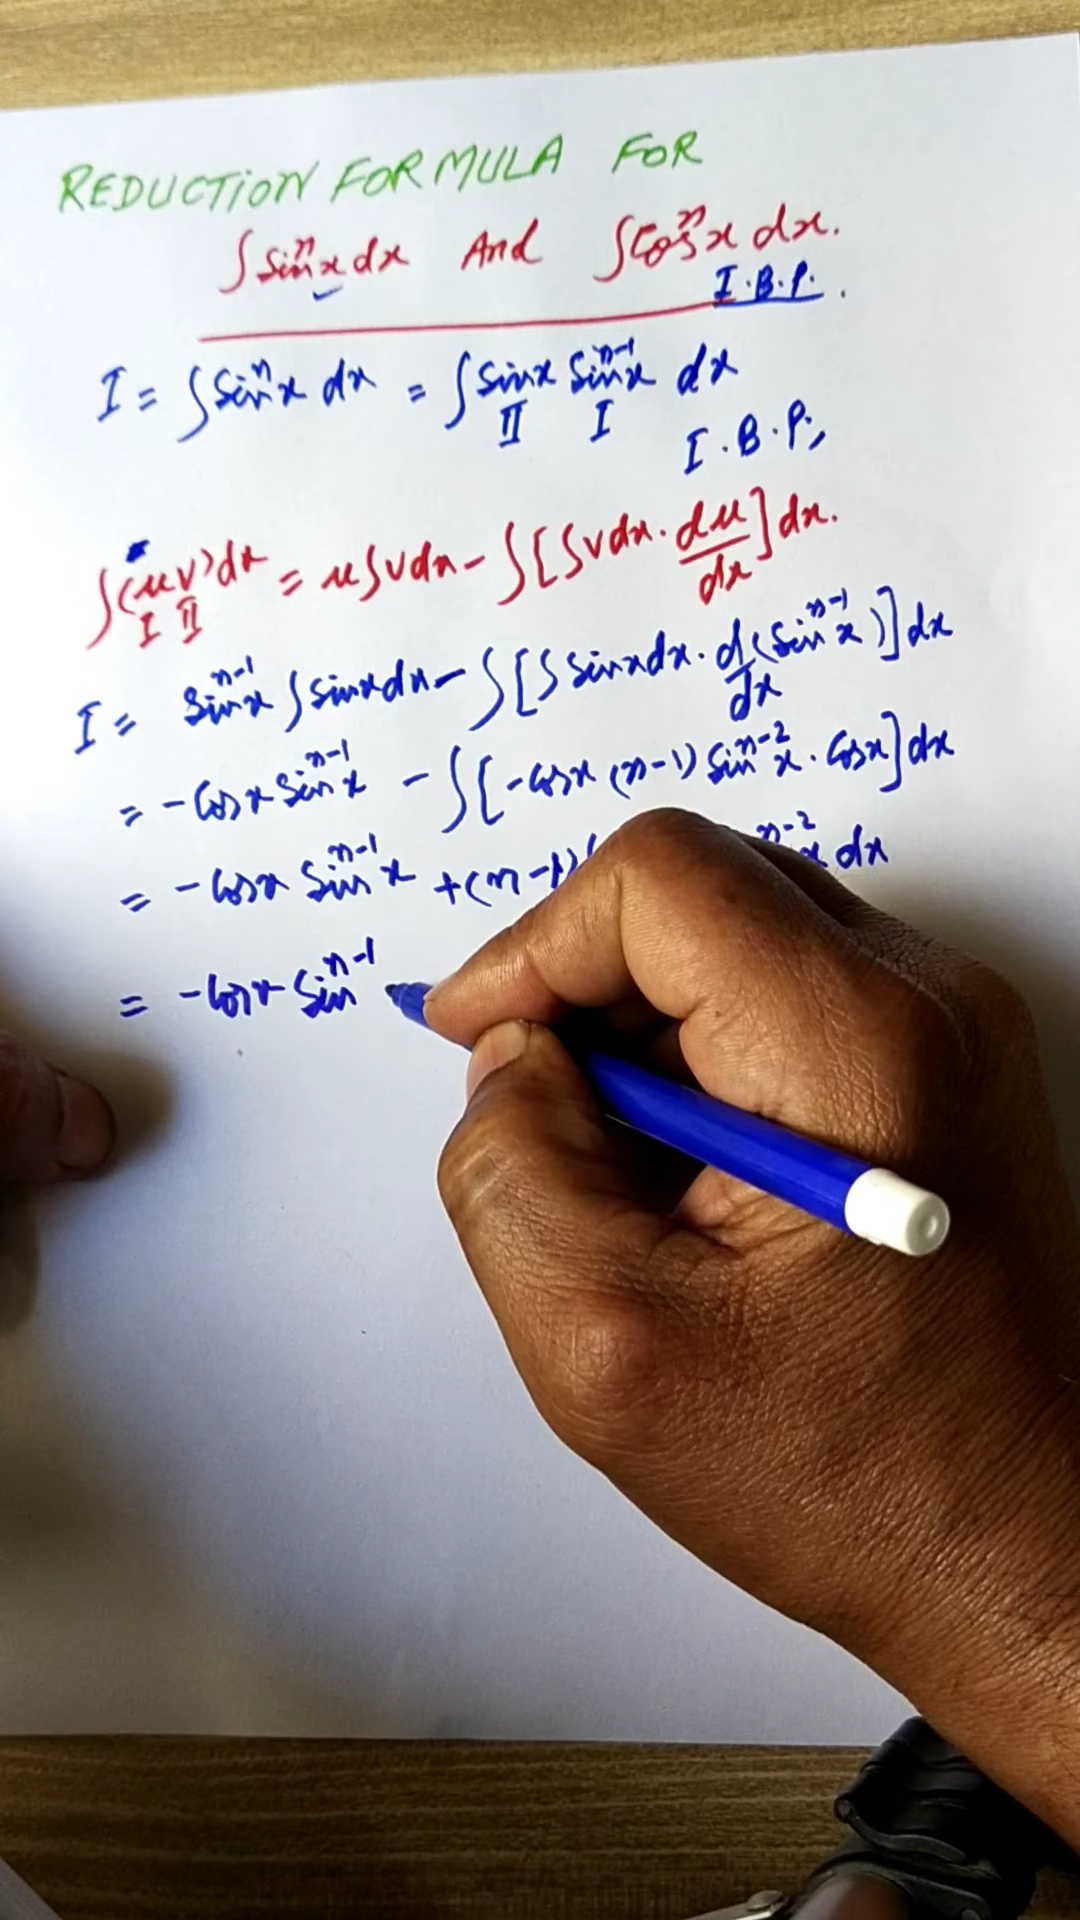 REDUCTION FORMULA FOR
∫Sinⁿx dx And ∫Cosⁿx dx.
I.B.P.
I = ∫Sinⁿx dx = ∫Sinx Sinⁿ⁻¹x dx
II I
I.B.P.,
∫(uv)dx = u∫vdx - ∫[∫vdx. du/dx]dx.
I II
I = Sinⁿ⁻¹x ∫sinxdx - ∫[∫sinxdx. d/dx(Sinⁿ⁻¹x)]dx
= -Cosx Sinⁿ⁻¹x - ∫[-Cosx (n-1) Sinⁿ⁻²x. Cosx]dx
= -Cosx Sinⁿ⁻¹x +(n-1) ⁿ⁻²x dx
= -Cosx Sinⁿ⁻¹